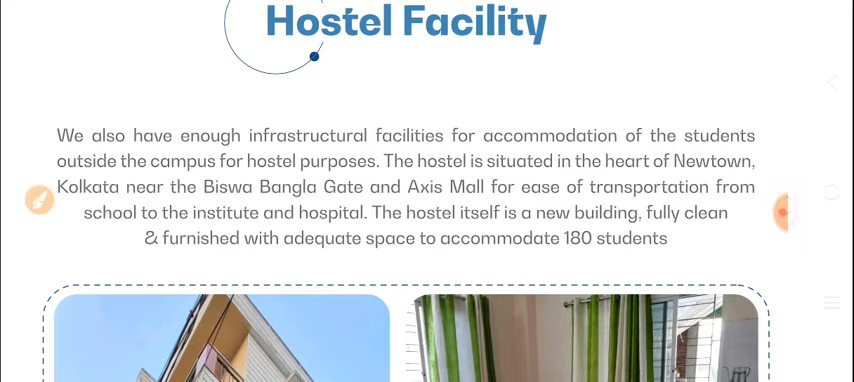 Hostel Facility
We also have enough infrastructural facilities for accommodation of the students
outside the campus for hostel purposes. The hostel is situated in the heart of Newtown,
Kolkata near the Biswa Bangla Gate and Axis Mall for ease of transportation from
school to the institute and hospital. The hostel itself is a new building, fully clean
& furnished with adequate space to accommodate 180 students